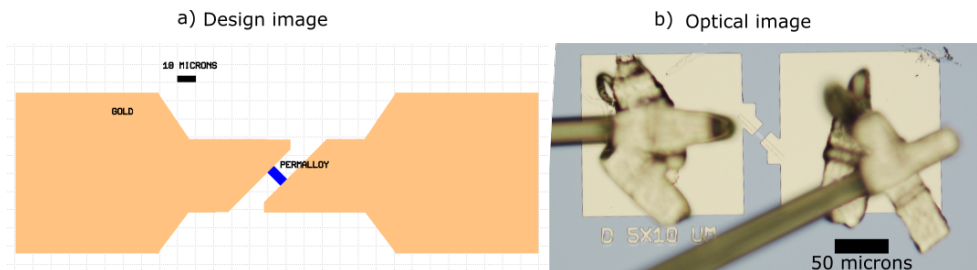 a) Design image
b) Optical image
10 MICRONS
GOLD
PERMALLOY
D 5X10 UM
50 microns